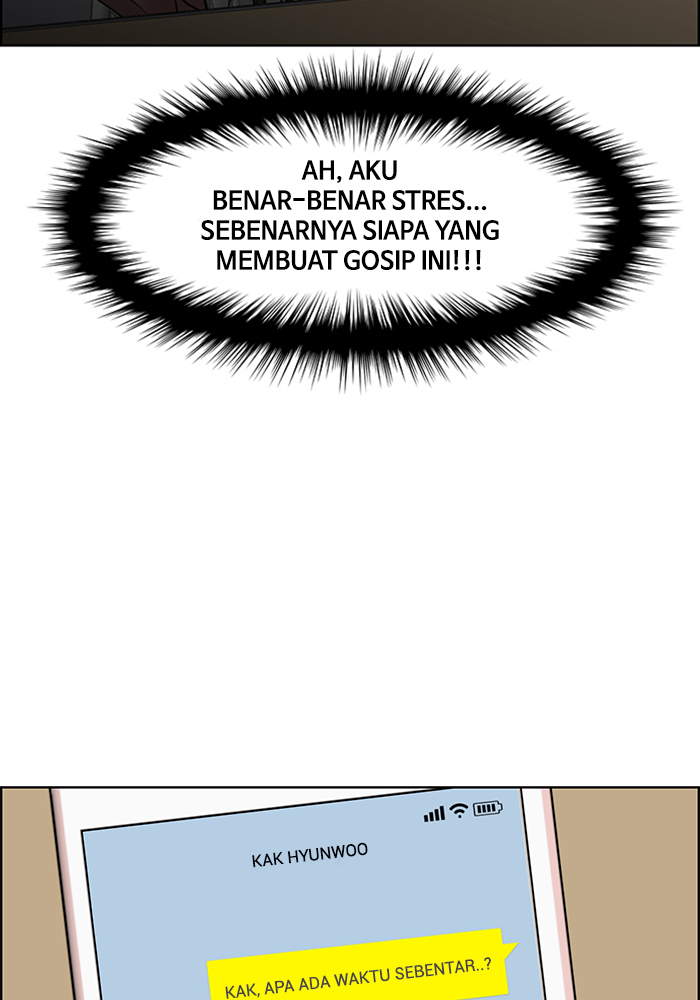 AH, AKU
BENAR-BENAR STRES...
SEBENARNYA SIAPA YANG
MEMBUAT GOSIP INI!!!
KAK HYUNWOO
KAK, APA ADA WAKTU SEBENTAR..?